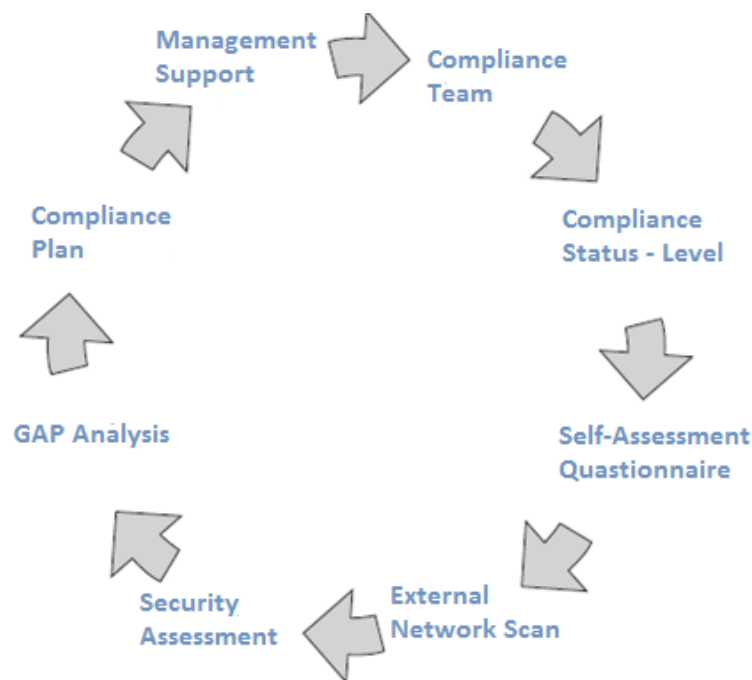 Management
Support
Compliance
Team
Compliance
Status - Level
Self-Assessment
Quastionnaire
External
Network Scan
Security
Assessment
GAP Analysis
Compliance
Plan